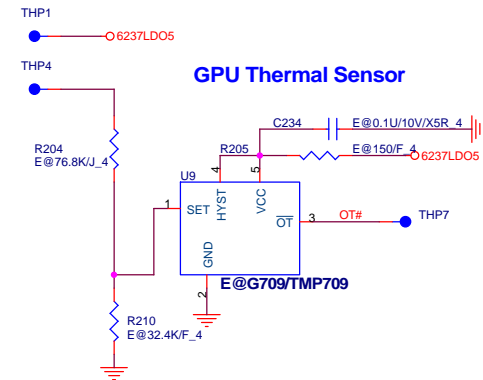 THP1
6237LDO5
THP4
GPU Thermal Sensor
C234
E@0.1U/10V/X5R_4
R204
E@76.8K/J_4
R205
E@150/F_4
6237LDO5
U9
4
5
1
SET
HYST
VCC
OT
3
OT#
THP7
GND
2
E@G709/TMP709
R210
E@32.4K/F_4